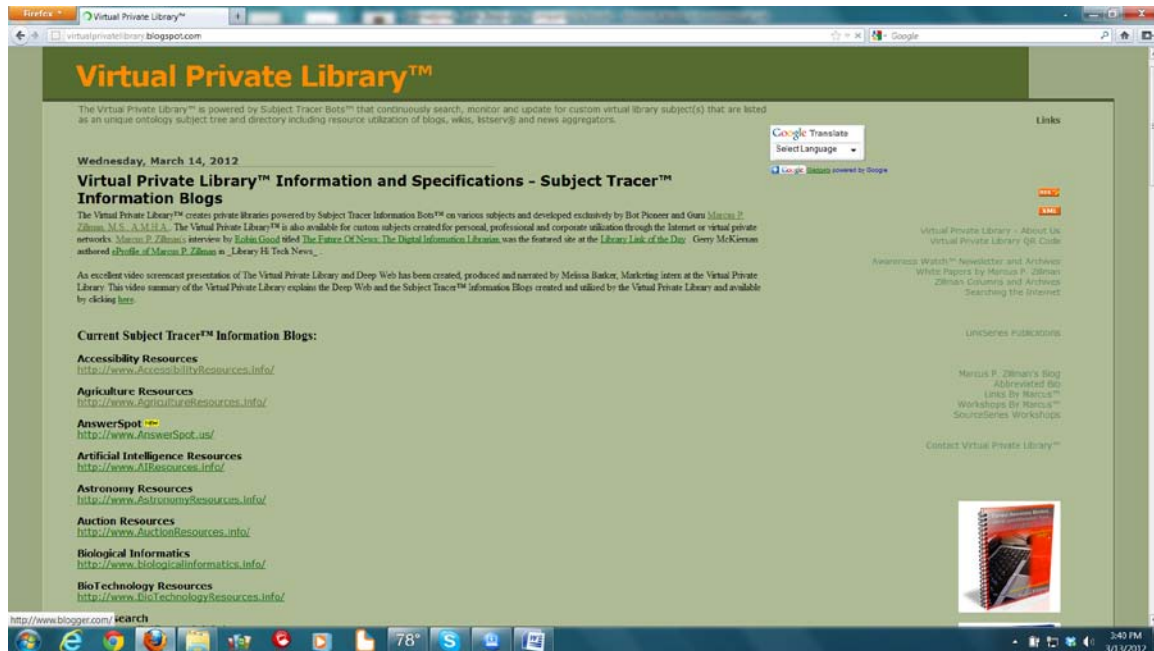 Firefox
Virtual Private Library™
virtualprivatelibrary.blogspot.com
Google
Virtual Private Library™
The Virtual Private Library™ is powered by Subject Tracer Bots™ that continuously search, monitor and update for custom virtual library subject(s) that are listed
as an unique ontology subject tree and directory including resource utilization of blogs, wikis, listserv® and news aggregators.
Links
Google Translate
Select Language
powered by Google
Wednesday, March 14, 2012
Virtual Private Library™ Information and Specifications - Subject Tracer™
Information Blogs
The Virtual Private Library™ creates private libraries powered by Subject Tracer Information Bots™ on various subjects and developed exclusively by Bot Pioneer and Guru Marcus P.
Zillman, M.S., A.M.H.A. The Virtual Private Library™ is also available for custom subjects created for personal, professional and corporate utilization through the Internet or virtual private
networks. Marcus P. Zillman's interview by Robin Good titled The Future Of News: The Digital Information Librarian was the featured site at the Library Link of the Day. Gerry McKiernan
authored eProfile of Marcus P. Zillman in _Library Hi Tech News_.
An excellent video screencast presentation of The Virtual Private Library and Deep Web has been created, produced and narrated by Melissa Barker, Marketing intern at the Virtual Private
Library. This video summary of the Virtual Private Library explains the Deep Web and the Subject Tracer™ Information Blogs created and utilized by the Virtual Private Library and available
by clicking here.
Current Subject Tracer™ Information Blogs:
Accessibility Resources
http://www.AccessibilityResources.info/
Agriculture Resources
http://www.AgricultureResources.info/
AnswerSpot
http://www.AnswerSpot.us/
Artificial Intelligence Resources
http://www.AIResources.info/
Astronomy Resources
http://www.AstronomyResources.info/
Auction Resources
http://www.AuctionResources.info/
Biological Informatics
http://www.biologicalinformatics.info/
BioTechnology Resources
http://www.BioTechnologyResources.info/
search
XML
Virtual Private Library - About Us
Virtual Private Library QR Code
Awareness Watch™ Newsletter and Archives
White Papers by Marcus P. Zillman
Zillman Columns and Archives
Searching the Internet
LinkSeries Publications
Marcus P. Zillman's Blog
Abbreviated Bio
Links By Marcus™
Workshops By Marcus™
SourceSeries Workshops
Contact Virtual Private Library™
http://www.blogger.com/
78°
3:40 PM
3/13/2012